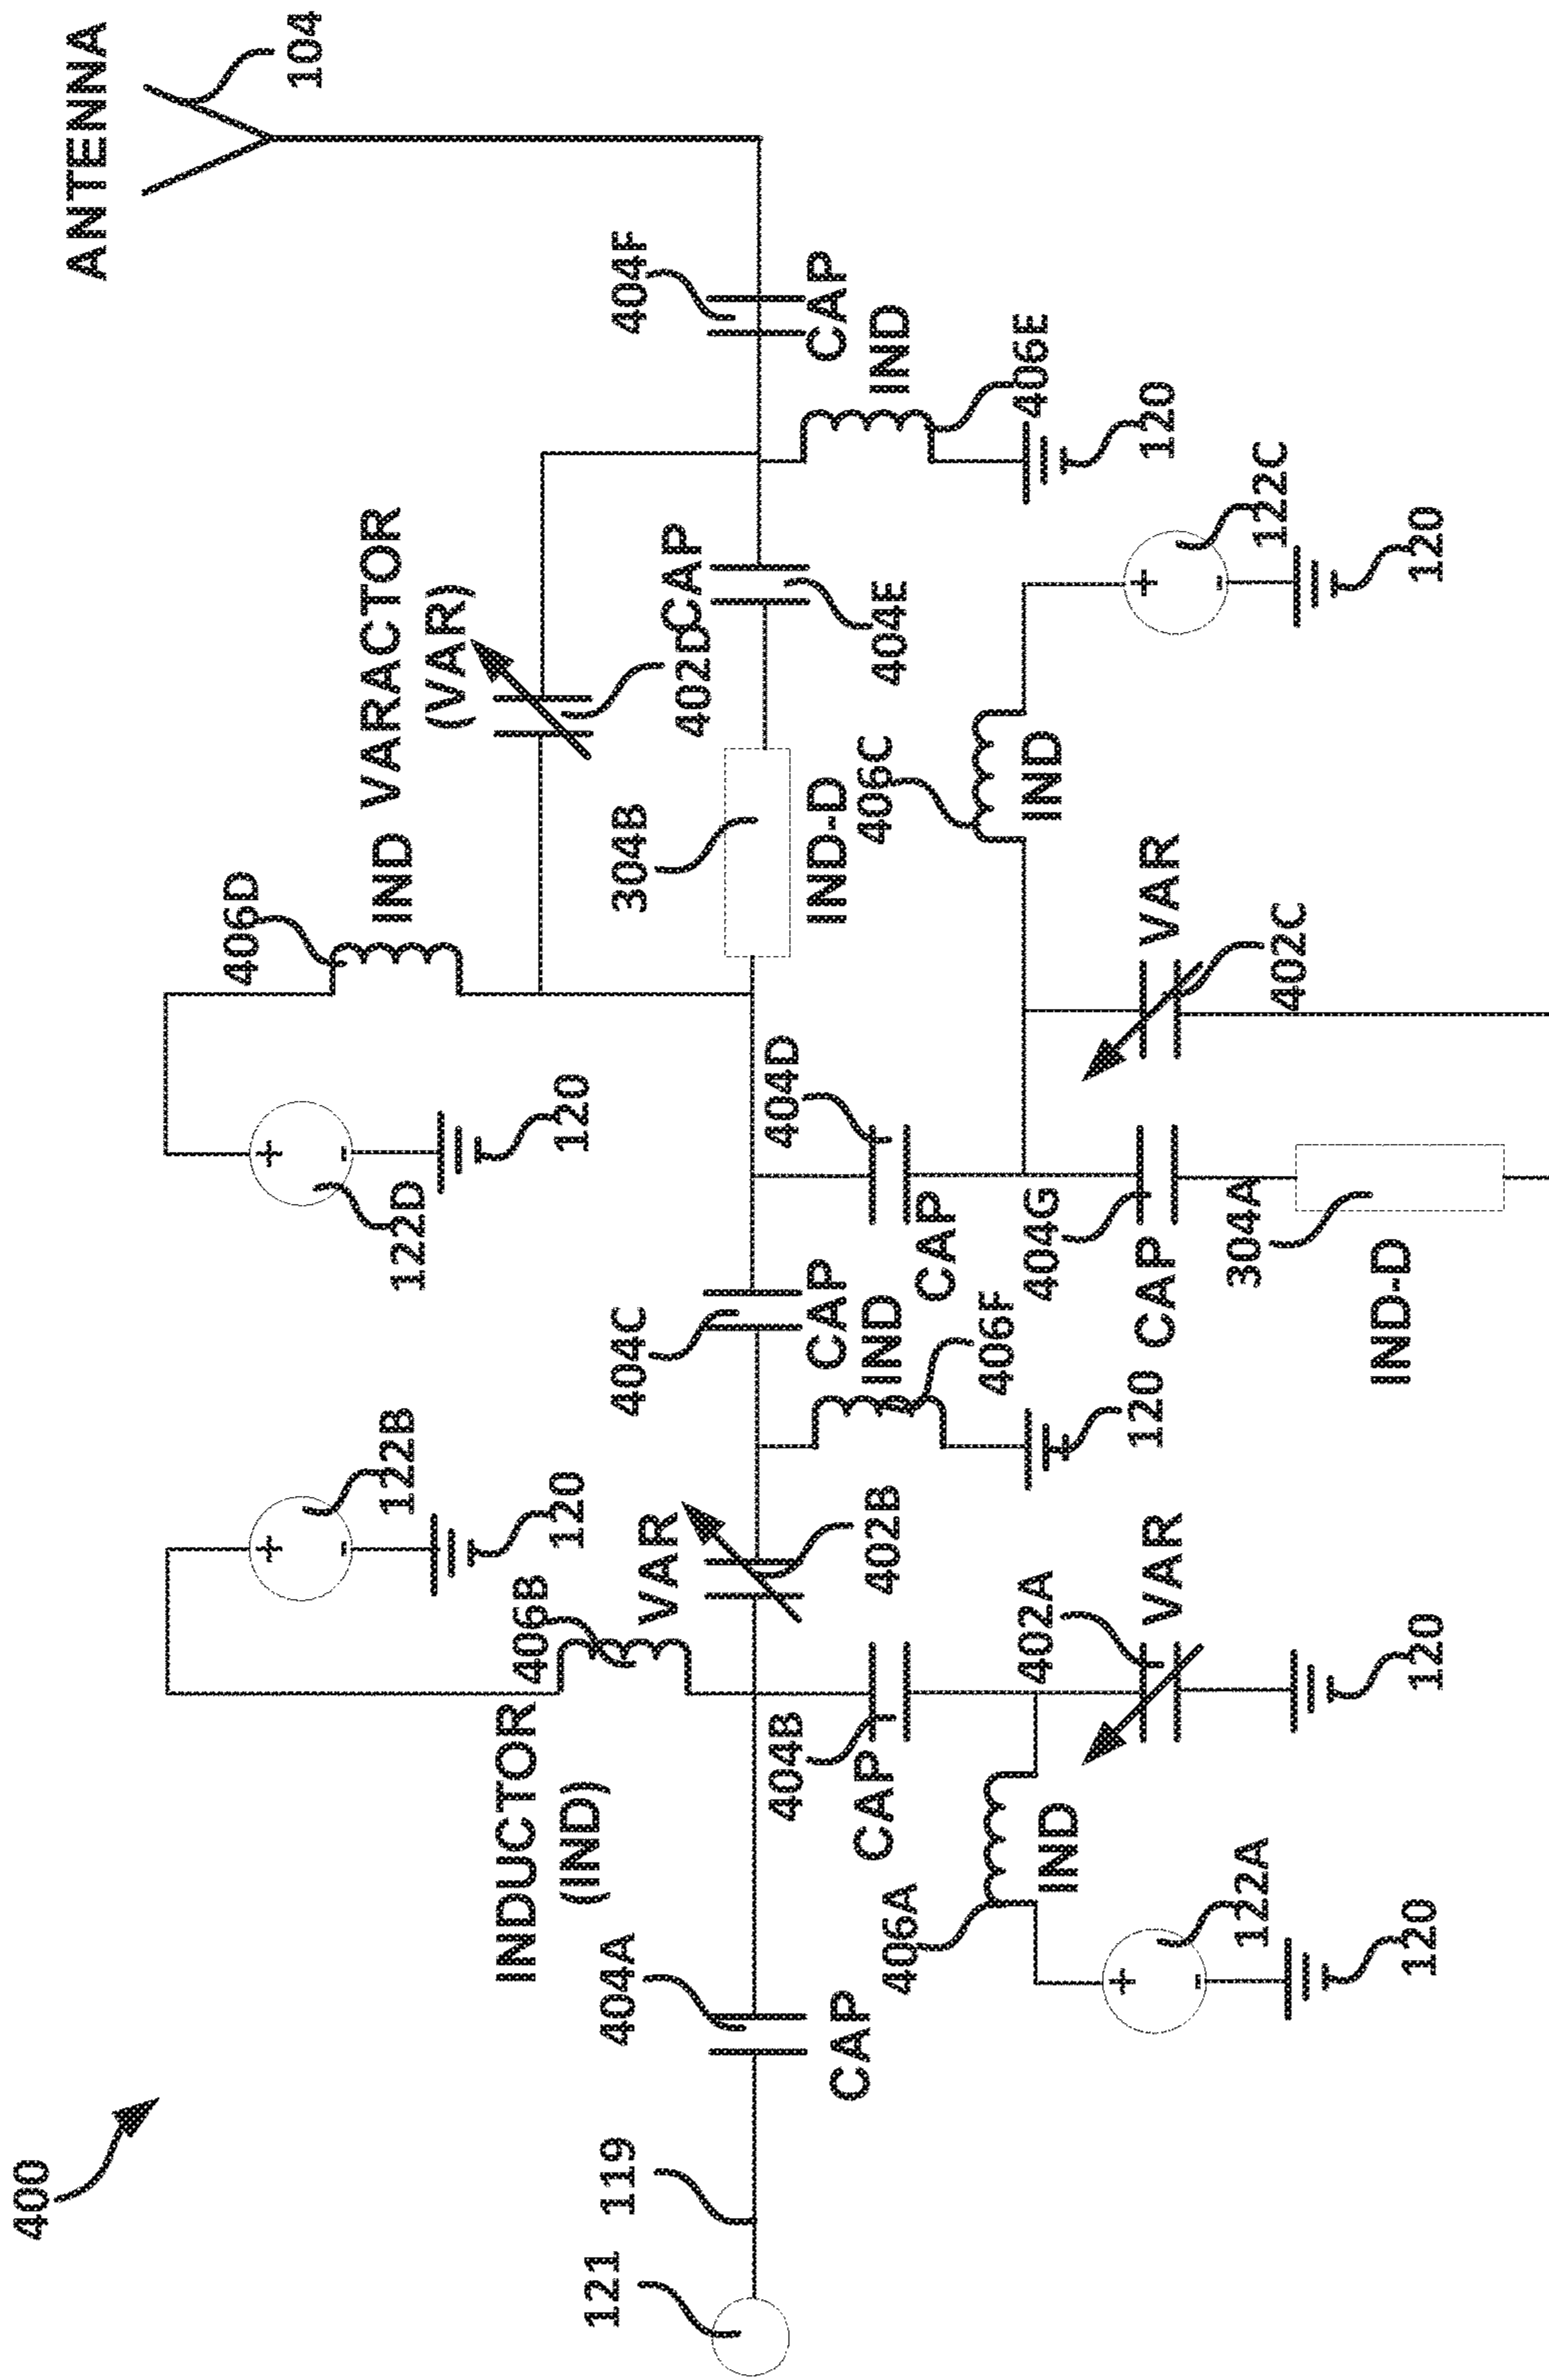 400
ANTENNA
104
122B
120
122D
120
406D
IND
VARACTOR
(VAR)
INDUCTOR
(IND)
406B
VAR
402B
402D
CAP
404E
404F
CAP
IND
406E
120
121
119
404A
CAP
404B
CAP
404C
CAP
IND
406F
120
404D
CAP
304B
IND-D
406C
IND
122C
120
406A
IND
122A
120
402A
VAR
120
404G
CAP
304A
IND-D
VAR
402C
+
-
+
-
+
-
+
-